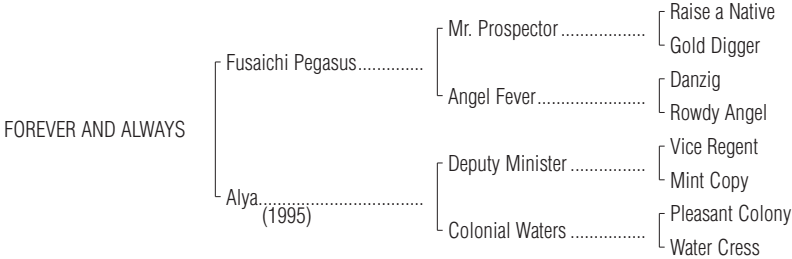 Raise a Native
Mr. Prospector ..................
Gold Digger
Fusaichi Pegasus..............
Danzig
Angel Fever.......................
Rowdy Angel
FOREVER AND ALWAYS
Vice Regent
Deputy Minister ................
Mint Copy
Alya...................................
(1995)
Pleasant Colony
Colonial Waters ................
Water Cress